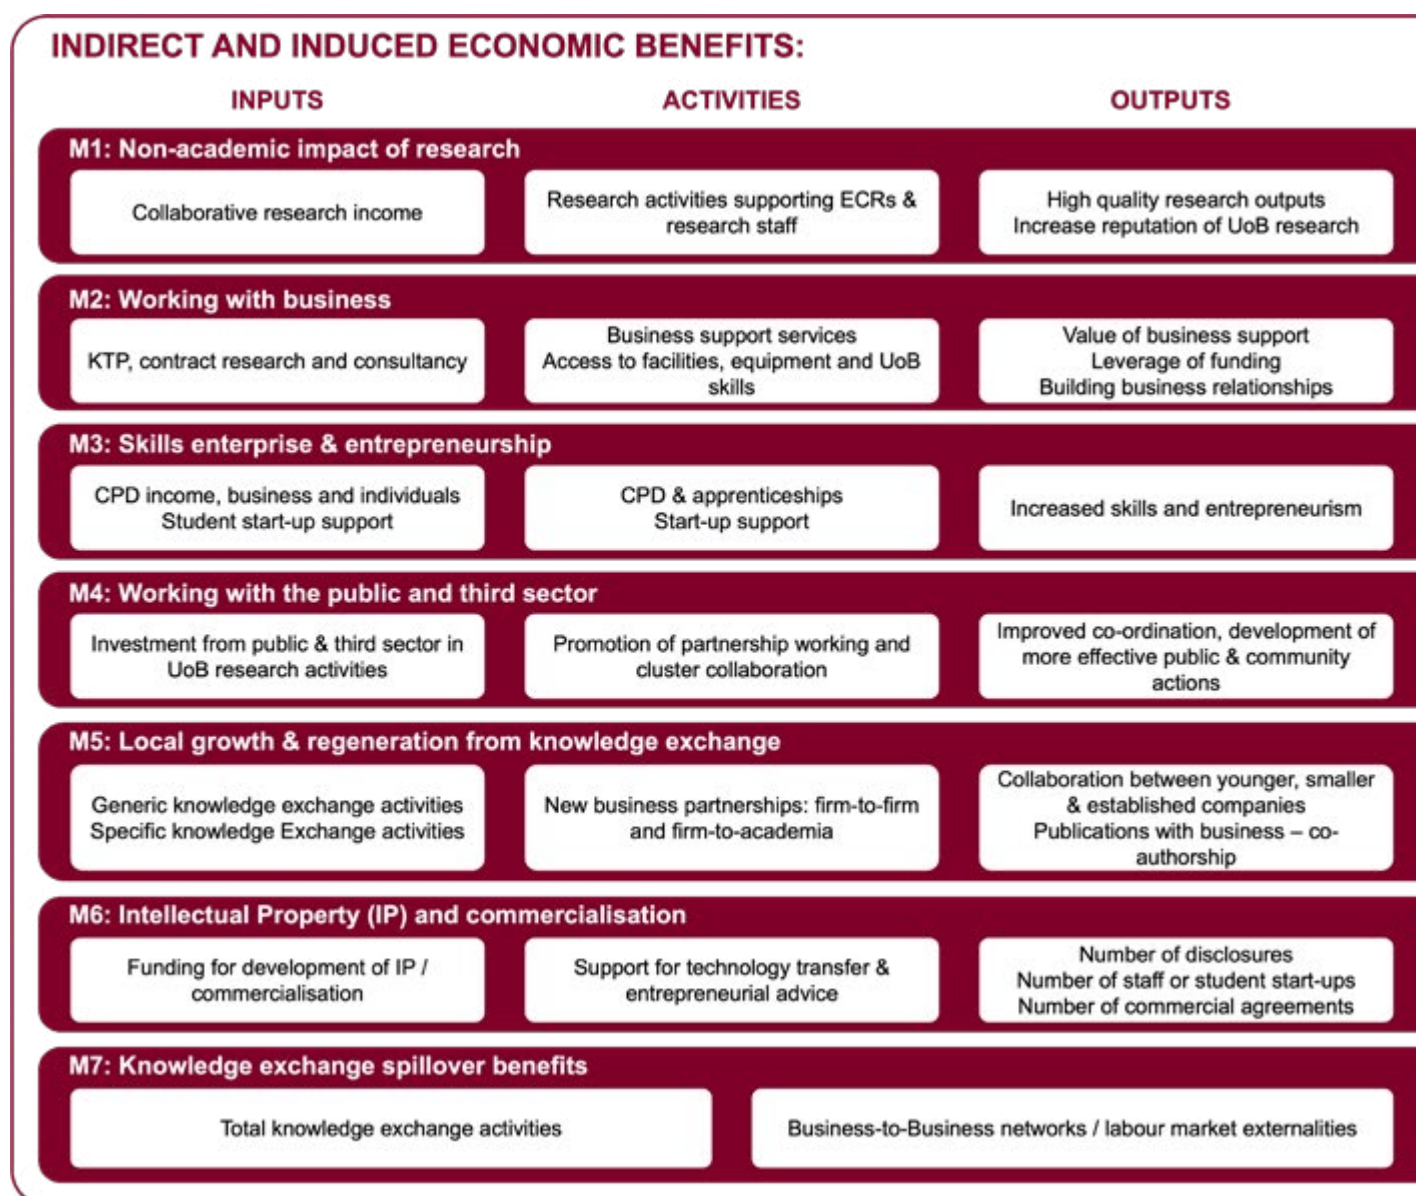 INDIRECT AND INDUCED ECONOMIC BENEFITS:
INPUTS
ACTIVITIES
OUTPUTS
M1: Non-academic impact of research
Collaborative research income
Research activities supporting ECRs &
research staff
High quality research outputs
Increase reputation of UoB research
M2: Working with business
KTP, contract research and consultancy
Business support services
Access to facilities, equipment and UoB
skills
Value of business support
Leverage of funding
Building business relationships
M3: Skills enterprise & entrepreneurship
CPD income, business and individuals
Student start-up support
CPD & apprenticeships
Start-up support
Increased skills and entrepreneurism
M4: Working with the public and third sector
Investment from public & third sector in
UoB research activities
Promotion of partnership working and
cluster collaboration
Improved co-ordination, development of
more effective public & community
actions
M5: Local growth & regeneration from knowledge exchange
Generic knowledge exchange activities
Specific knowledge Exchange activities
New business partnerships: firm-to-firm
and firm-to-academia
Collaboration between younger, smaller
& established companies
Publications with business – co-
authorship
M6: Intellectual Property (IP) and commercialisation
Funding for development of IP /
commercialisation
Support for technology transfer &
entrepreneurial advice
Number of disclosures
Number of staff or student start-ups
Number of commercial agreements
M7: Knowledge exchange spillover benefits
Total knowledge exchange activities
Business-to-Business networks / labour market externalities